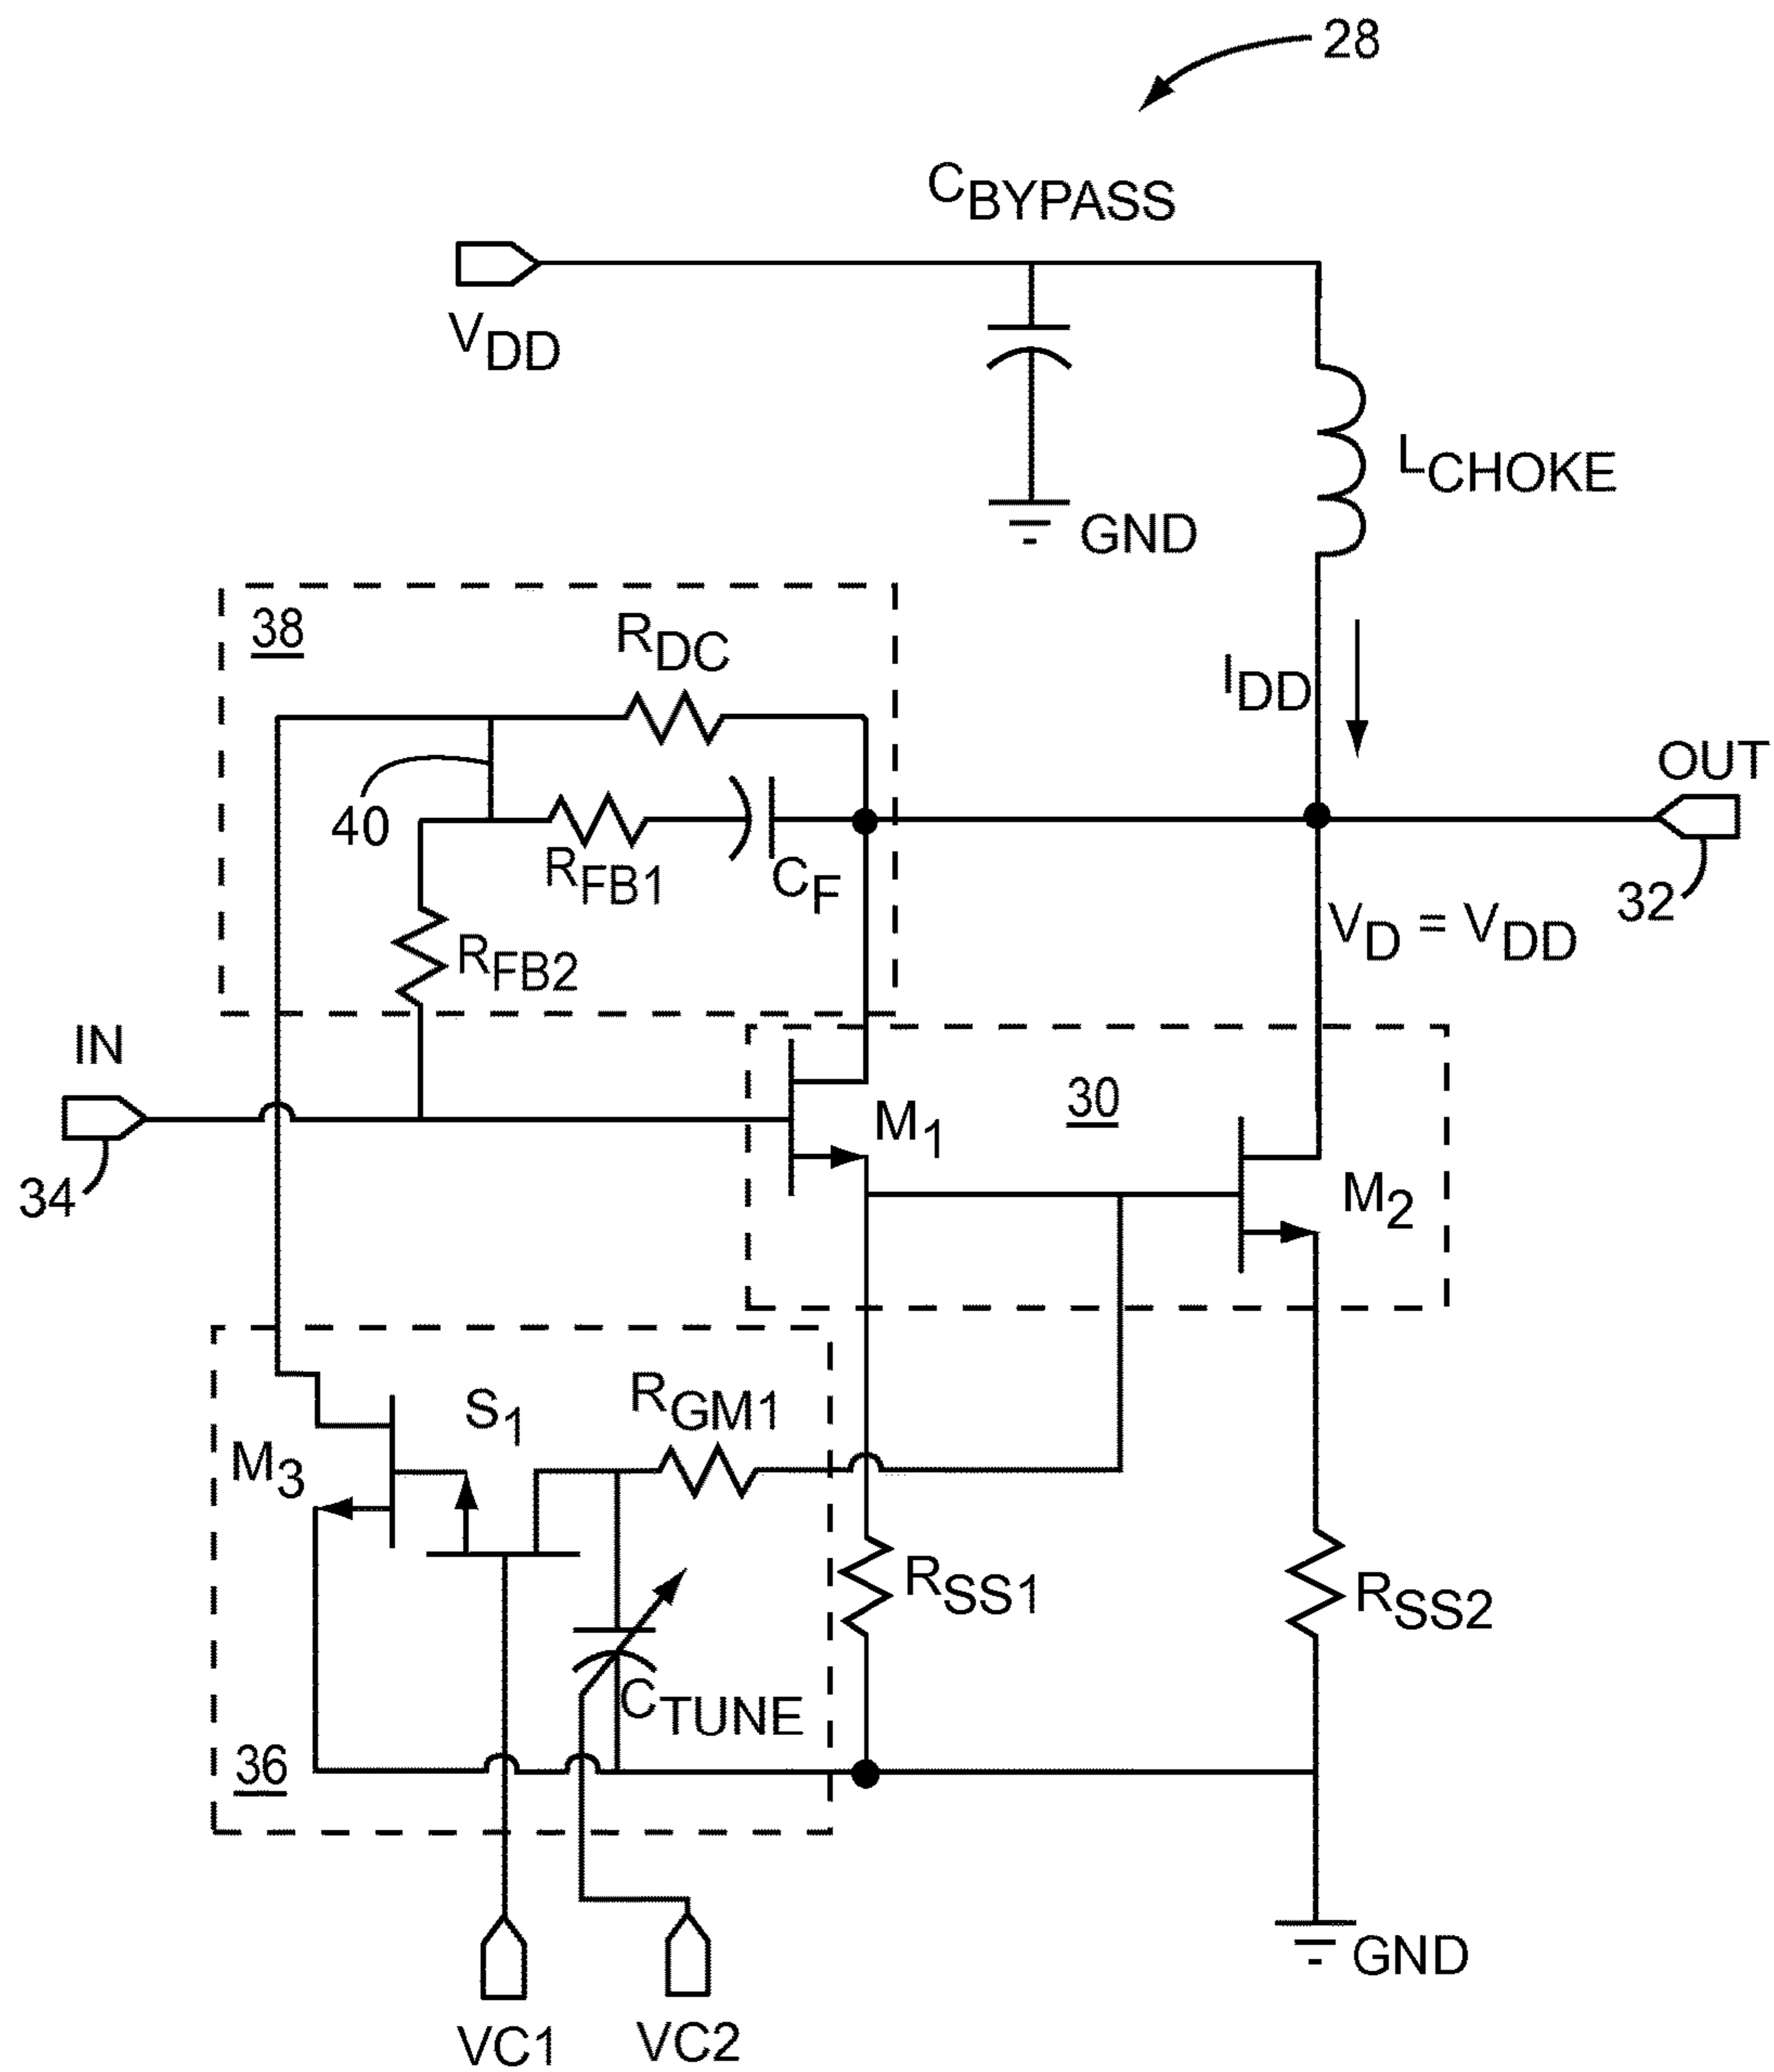 28
CBYPASS
VDD
LCHOKE
GND
38
RDC
IDD
OUT
40
RFB1
CF
32
VD = VDD
RFB2
IN
30
M1
34
M2
S1
RGM1
M3
RSS1
RSS2
CTUNE
36
GND
VC1
VC2